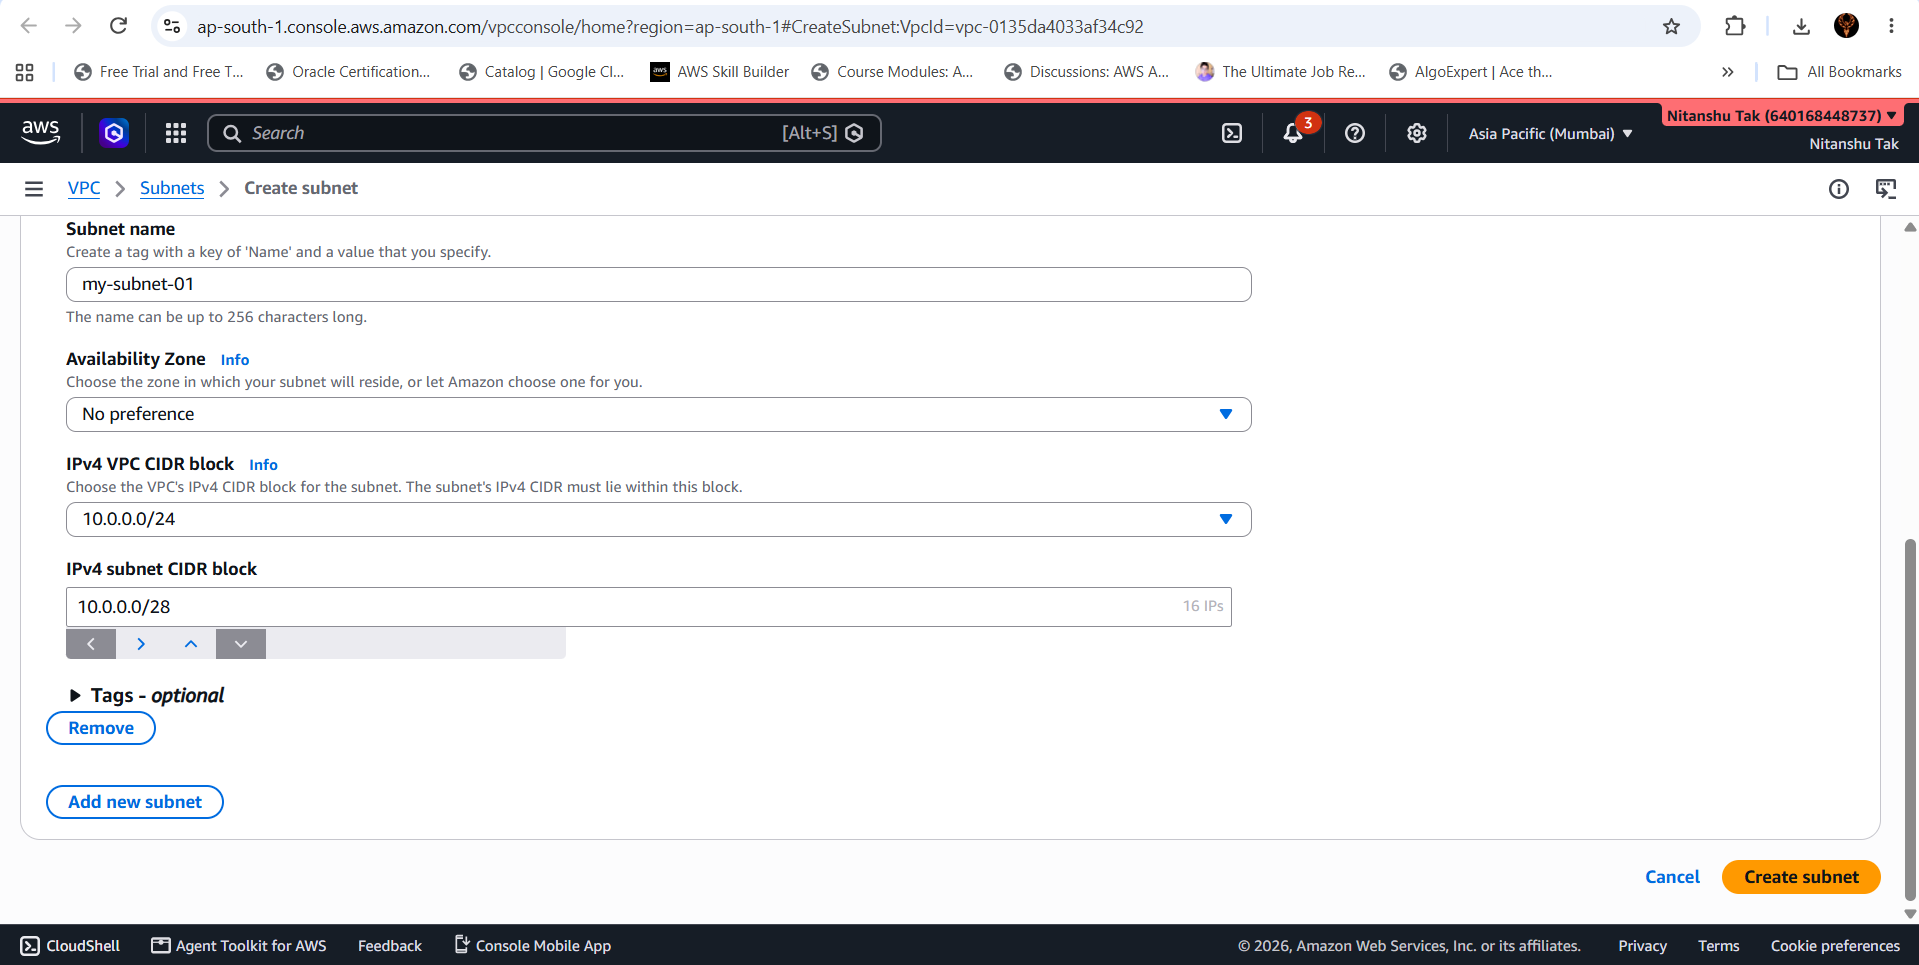 ap-south-1.console.aws.amazon.com/vpcconsole/home?region=ap-south-1#CreateSubnet:VpcId=vpc-0135da4033af34c92
Free Trial and Free T... Oracle Certification... Catalog | Google Cl... aws AWS Skill Builder Course Modules: A... Discussions: AWS A... The Ultimate Job Re... AlgoExpert | Ace th... » All Bookmarks
aws Search [Alt+S] 3 Asia Pacific (Mumbai) Nitanshu Tak (640168448737)
Nitanshu Tak
VPC > Subnets > Create subnet
Subnet name
Create a tag with a key of 'Name' and a value that you specify.
my-subnet-01
The name can be up to 256 characters long.
Availability Zone Info
Choose the zone in which your subnet will reside, or let Amazon choose one for you.
No preference
IPv4 VPC CIDR block Info
Choose the VPC's IPv4 CIDR block for the subnet. The subnet's IPv4 CIDR must lie within this block.
10.0.0.0/24
IPv4 subnet CIDR block
10.0.0.0/28 16 IPs
Tags - optional
Remove
Add new subnet
Cancel Create subnet
CloudShell Agent Toolkit for AWS Feedback Console Mobile App © 2026, Amazon Web Services, Inc. or its affiliates. Privacy Terms Cookie preferences